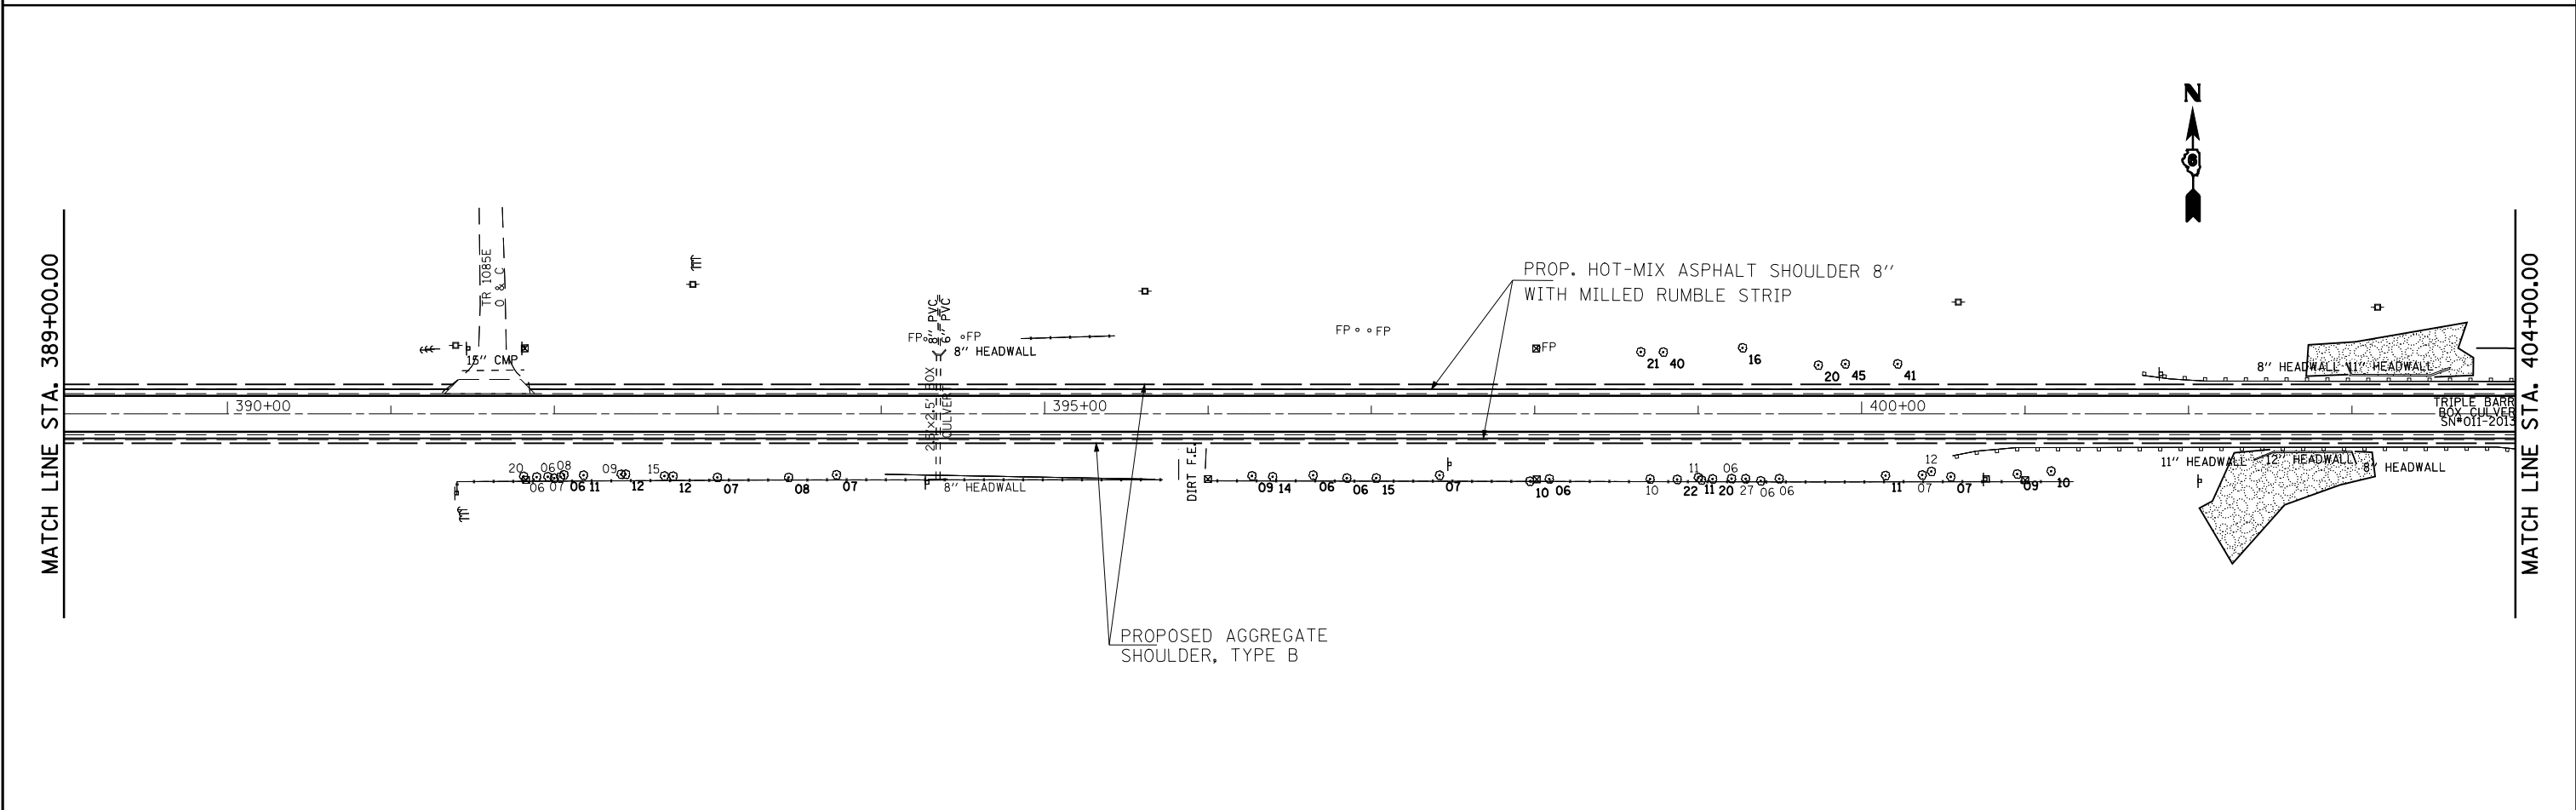 N
6
MATCH LINE STA. 389+00.00
MATCH LINE STA. 404+00.00
TR 1085E
O & C
15" CMP
8" PVC
6" PVC
FP
FP
8" HEADWALL
2.5'x2.5' BOX
CULVERT
FP
FP
PROP. HOT-MIX ASPHALT SHOULDER 8"
WITH MILLED RUMBLE STRIP
FP
21 40
16
20 45
41
8" HEADWALL
11" HEADWALL
390+00
395+00
400+00
TRIPLE BARR
BOX CULVER
SN#011-2013
20 06 08 09 15
06 07 06 11 12 12 07 08 07
8" HEADWALL
DIRT F.E.
09 14 06 06 15 07
10 06
11 06
10 22 11 20 27 06 06
12
11 07 07 09 10
11" HEADWALL
12" HEADWALL
8" HEADWALL
PROPOSED AGGREGATE
SHOULDER, TYPE B